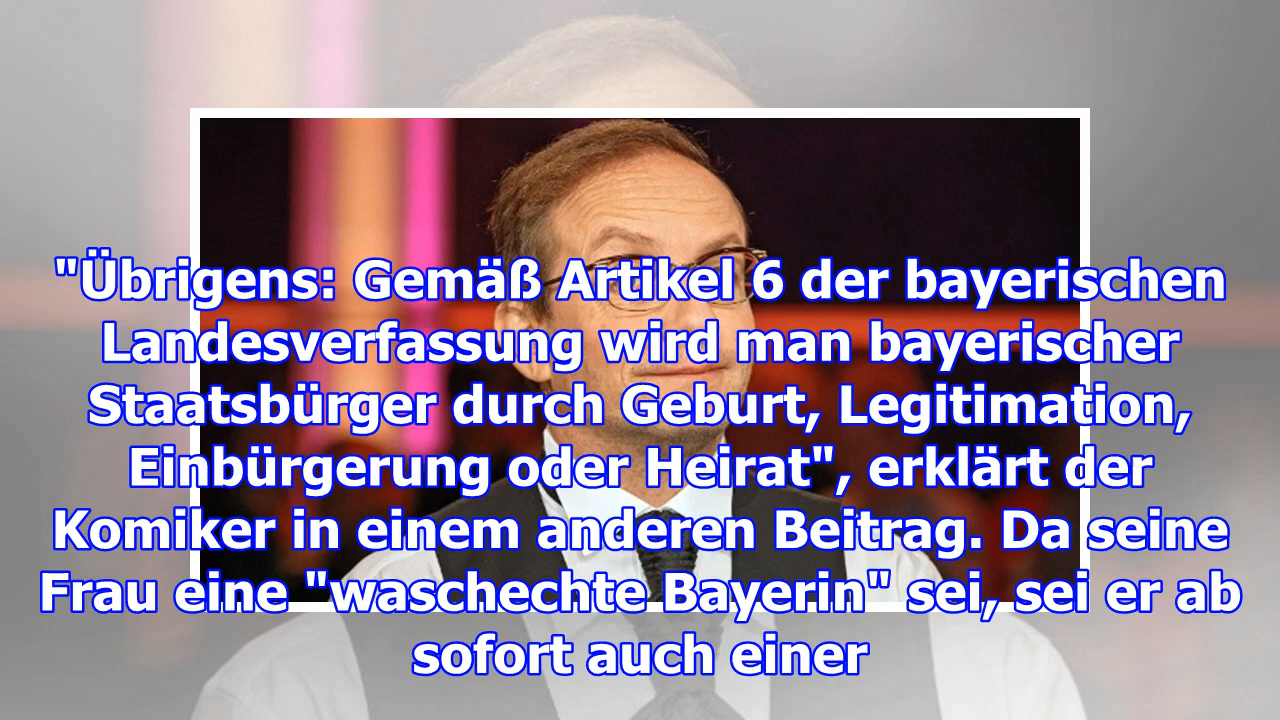 "Übrigens: Gemäß Artikel 6 der bayerischen
Landesverfassung wird man bayerischer
Staatsbürger durch Geburt, Legitimation,
Einbürgerung oder Heirat", erklärt der
Komiker in einem anderen Beitrag. Da seine
Frau eine "waschechte Bayerin" sei, sei er ab
sofort auch einer